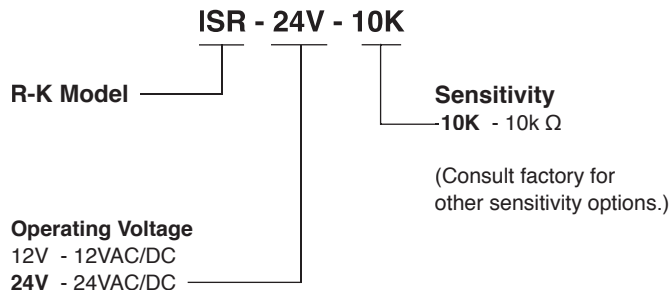 ISR - 24V - 10K
R-K Model
Sensitivity
-10K - 10k Ω
(Consult factory for
other sensitivity options.)
Operating Voltage
12V - 12VAC/DC
24V - 24VAC/DC